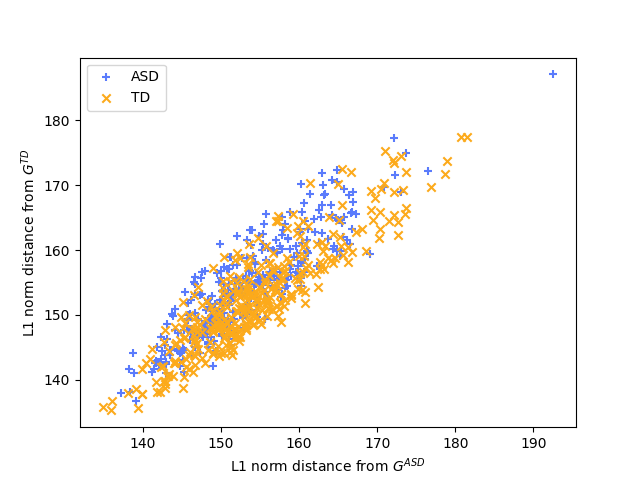 ASD
TD
180
170
160
150
140
L1 norm distance from $G^{TD}$
140 150 160 170 180 190
L1 norm distance from $G^{ASD}$